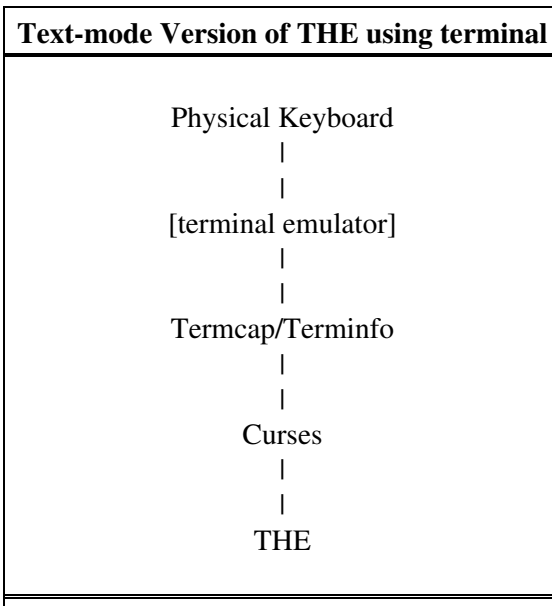 Text-mode Version of THE using terminal
Physical Keyboard
|
|
[terminal emulator]
|
|
Termcap/Terminfo
|
|
Curses
|
|
THE